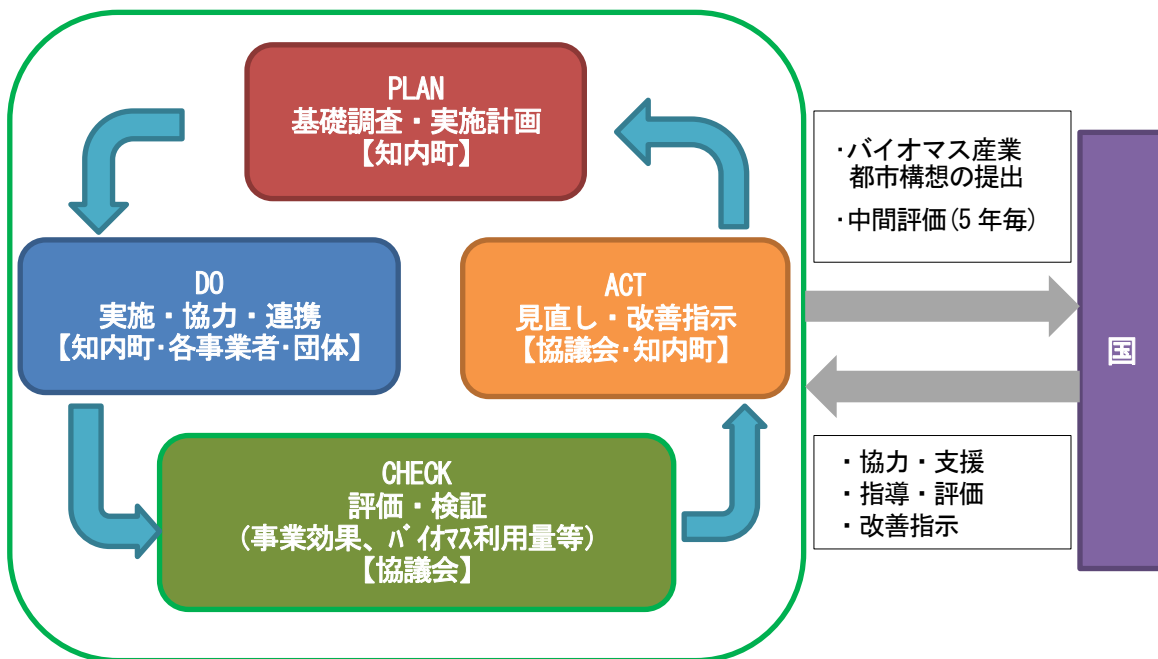 PLAN
基礎調査・実施計画
【知内町】
DO
実施・協力・連携
【知内町･各事業者･団体】
CHECK
評価・検証
（事業効果、ﾊﾞｲｵﾏｽ利用量等）
【協議会】
ACT
見直し・改善指示
【協議会･知内町】
・バイオマス産業
都市構想の提出
・中間評価(5年毎)
国
・協力・支援
・指導・評価
・改善指示